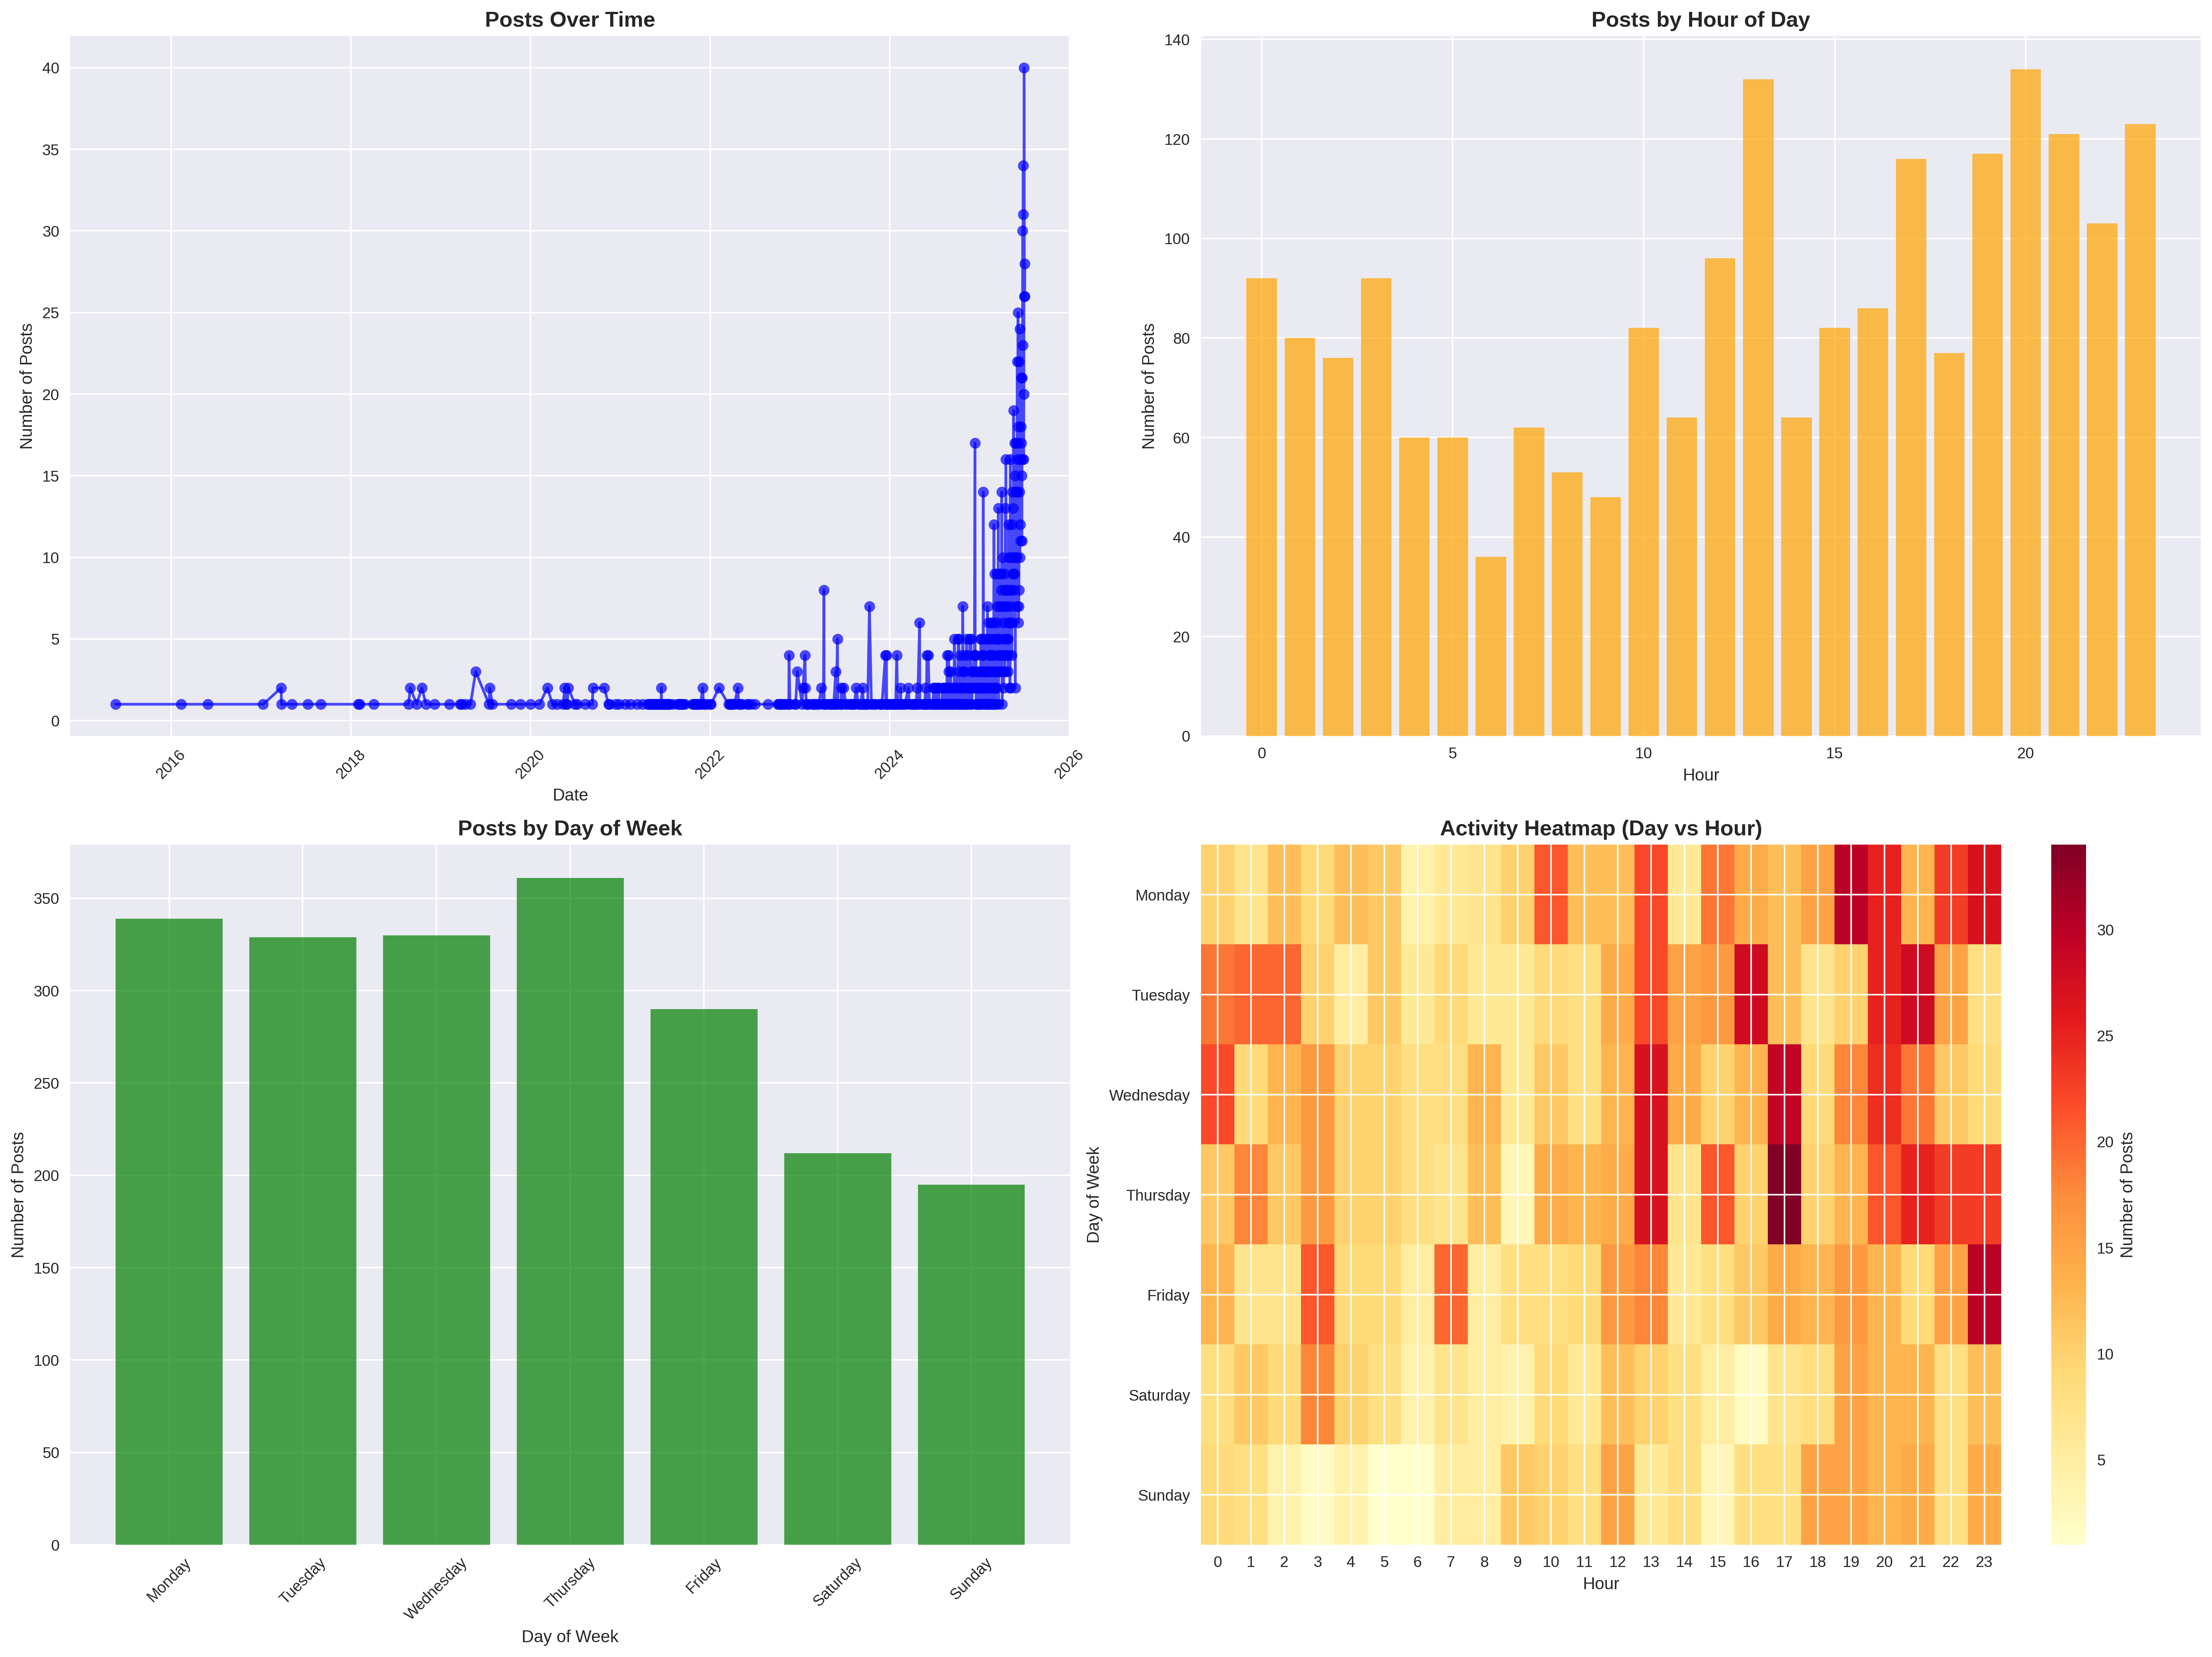 Posts Over Time
40
35
30
25
20
15
10
5
0
Number of Posts
2016
2018
2020
2022
2024
2026
Date
Posts by Hour of Day
140
120
100
80
60
40
20
0
Number of Posts
0
5
10
15
20
Hour
Posts by Day of Week
350
300
250
200
150
100
50
0
Number of Posts
Monday
Tuesday
Wednesday
Thursday
Friday
Saturday
Sunday
Day of Week
Activity Heatmap (Day vs Hour)
Day of Week
Monday
Tuesday
Wednesday
Thursday
Friday
Saturday
Sunday
0 1 2 3 4 5 6 7 8 9 10 11 12 13 14 15 16 17 18 19 20 21 22 23
Hour
30
25
20
15
10
5
Number of Posts